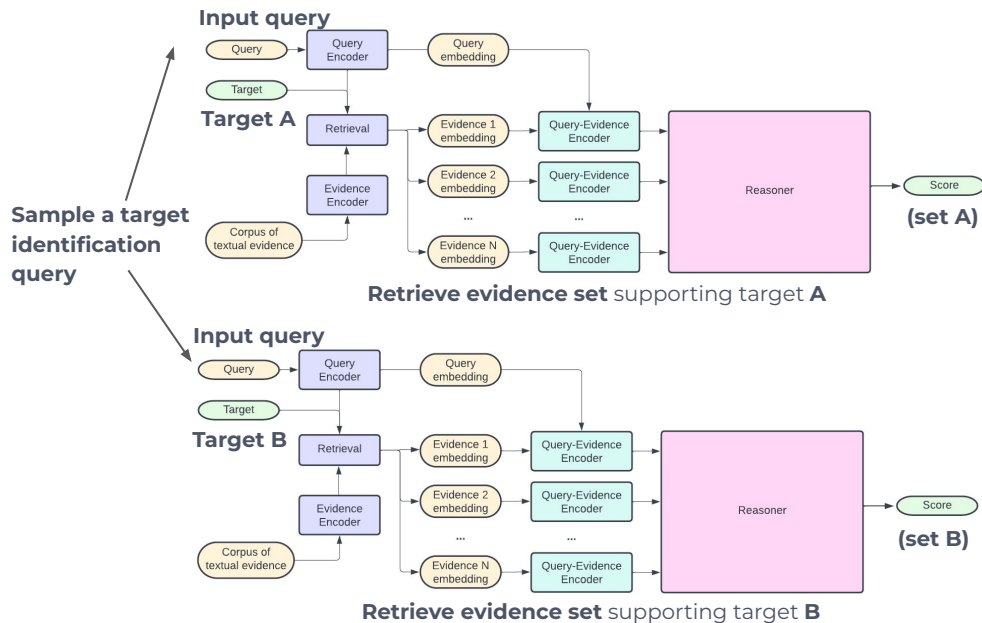 Input query
Query
Query
Encoder
Query
embedding
Target
Target A
Retrieval
Evidence 1
embedding
Query-Evidence
Encoder
Evidence 2
embedding
Query-Evidence
Encoder
Reasoner
Score
(set A)
Evidence
Encoder
...
...
Corpus of
textual evidence
Evidence N
embedding
Query-Evidence
Encoder
Sample a target
identification
query
Retrieve evidence set supporting target A
Input query
Query
Query
Encoder
Query
embedding
Target
Target B
Retrieval
Evidence 1
embedding
Query-Evidence
Encoder
Evidence 2
embedding
Query-Evidence
Encoder
Reasoner
Score
(set B)
Evidence
Encoder
...
...
Corpus of
textual evidence
Evidence N
embedding
Query-Evidence
Encoder
Retrieve evidence set supporting target B